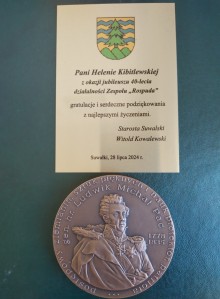 Pani Helenie Kibitlewskiej
z okazji jubileuszu 40-lecia
działalności Zespołu „Rospuda”
gratulacje i serdeczne podziękowania
z najlepszymi życzeniami.
Starosta Suwalski
Witold Kowalewski
Suwałki, 28 lipca 2024 r.
Ludwik Michał Pac